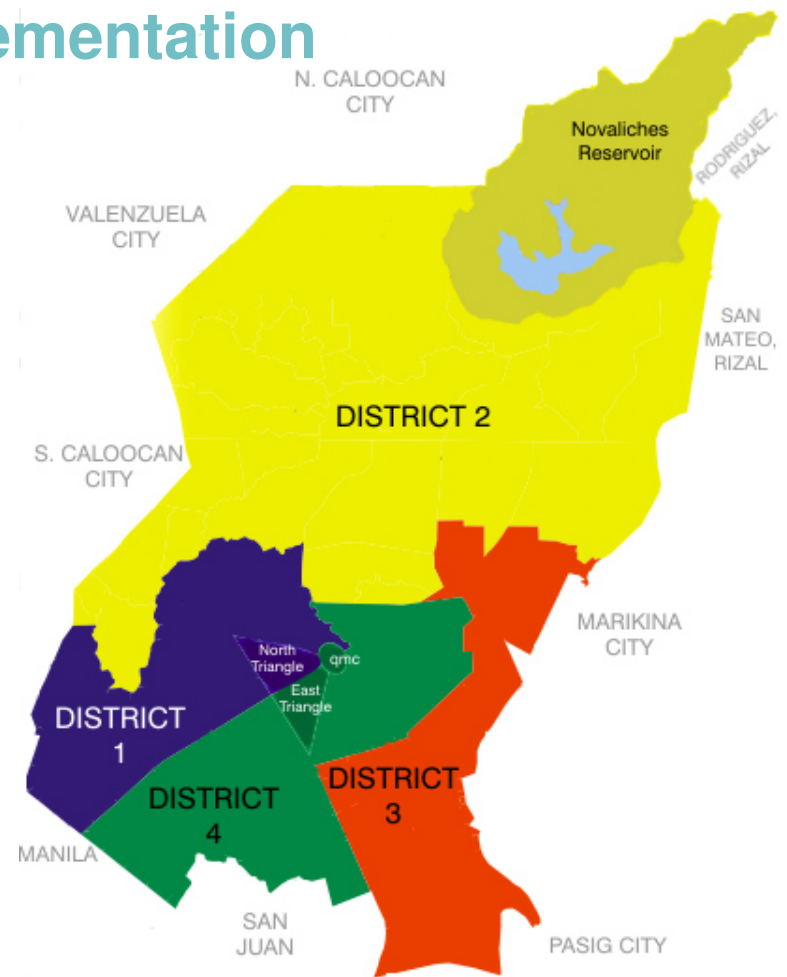 ementation
N. CALOOCAN
CITY
Novaliches
Reservoir
RODRIGUEZ,
RIZAL
VALENZUELA
CITY
SAN
MATEO,
RIZAL
DISTRICT 2
S. CALOOCAN
CITY
MARIKINA
CITY
North
Triangle
qmc
East
Triangle
DISTRICT
1
DISTRICT
3
DISTRICT
4
MANILA
SAN
JUAN
PASIG CITY